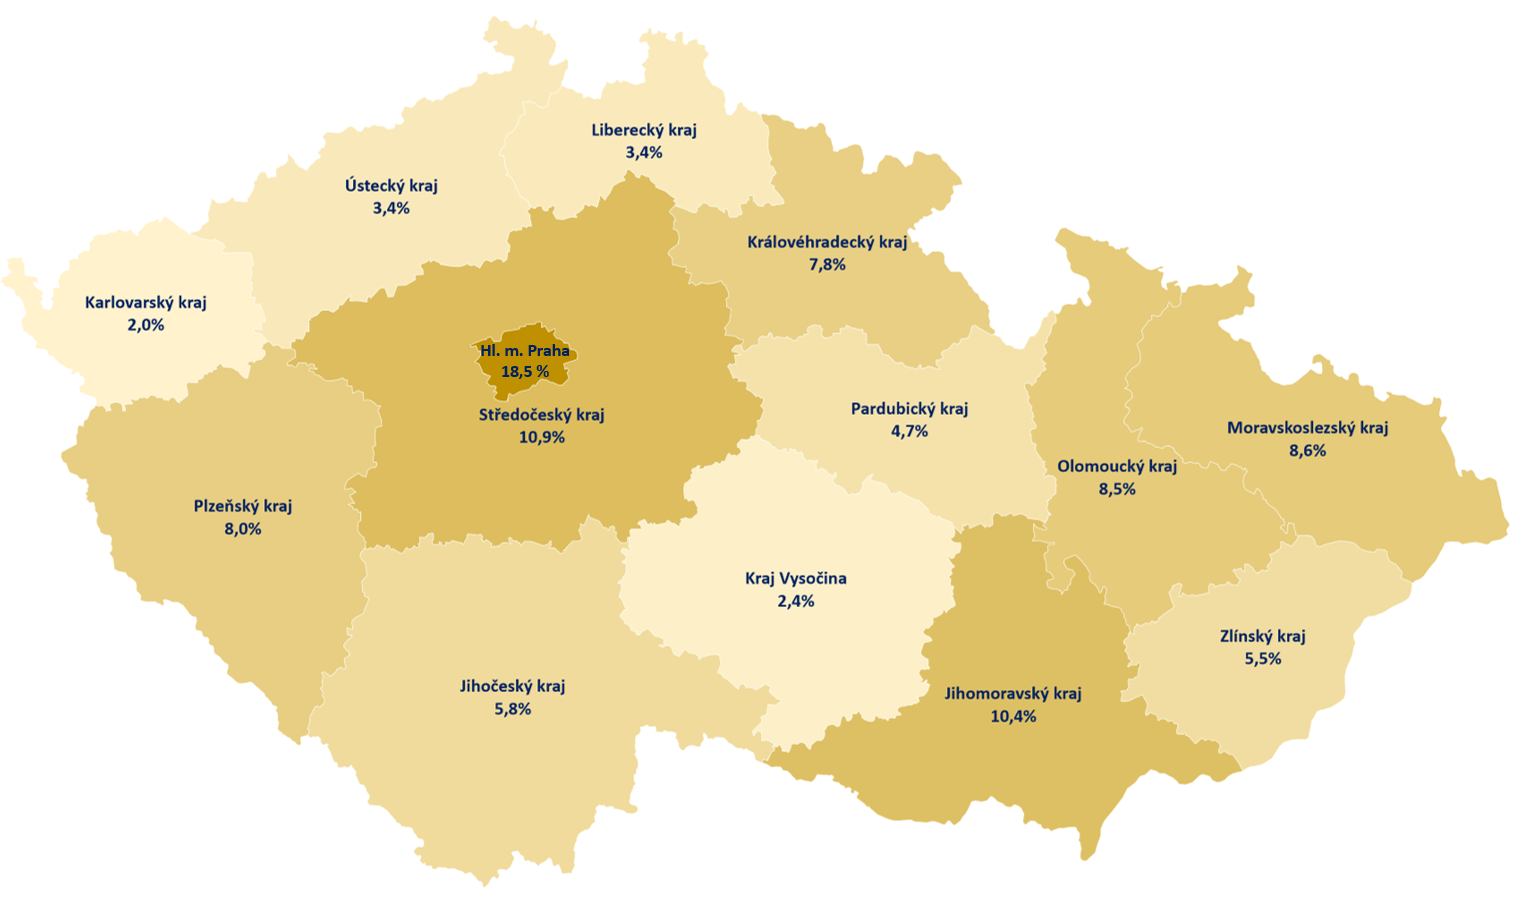 Liberecký kraj
3,4%
Ústecký kraj
3,4%
Královéhradecký kraj
7,8%
Karlovarský kraj
2,0%
Hl. m. Praha
18,5 %
Středočeský kraj
10,9%
Pardubický kraj
4,7%
Moravskoslezský kraj
8,6%
Olomoucký kraj
8,5%
Plzeňský kraj
8,0%
Kraj Vysočina
2,4%
Zlínský kraj
5,5%
Jihočeský kraj
5,8%
Jihomoravský kraj
10,4%